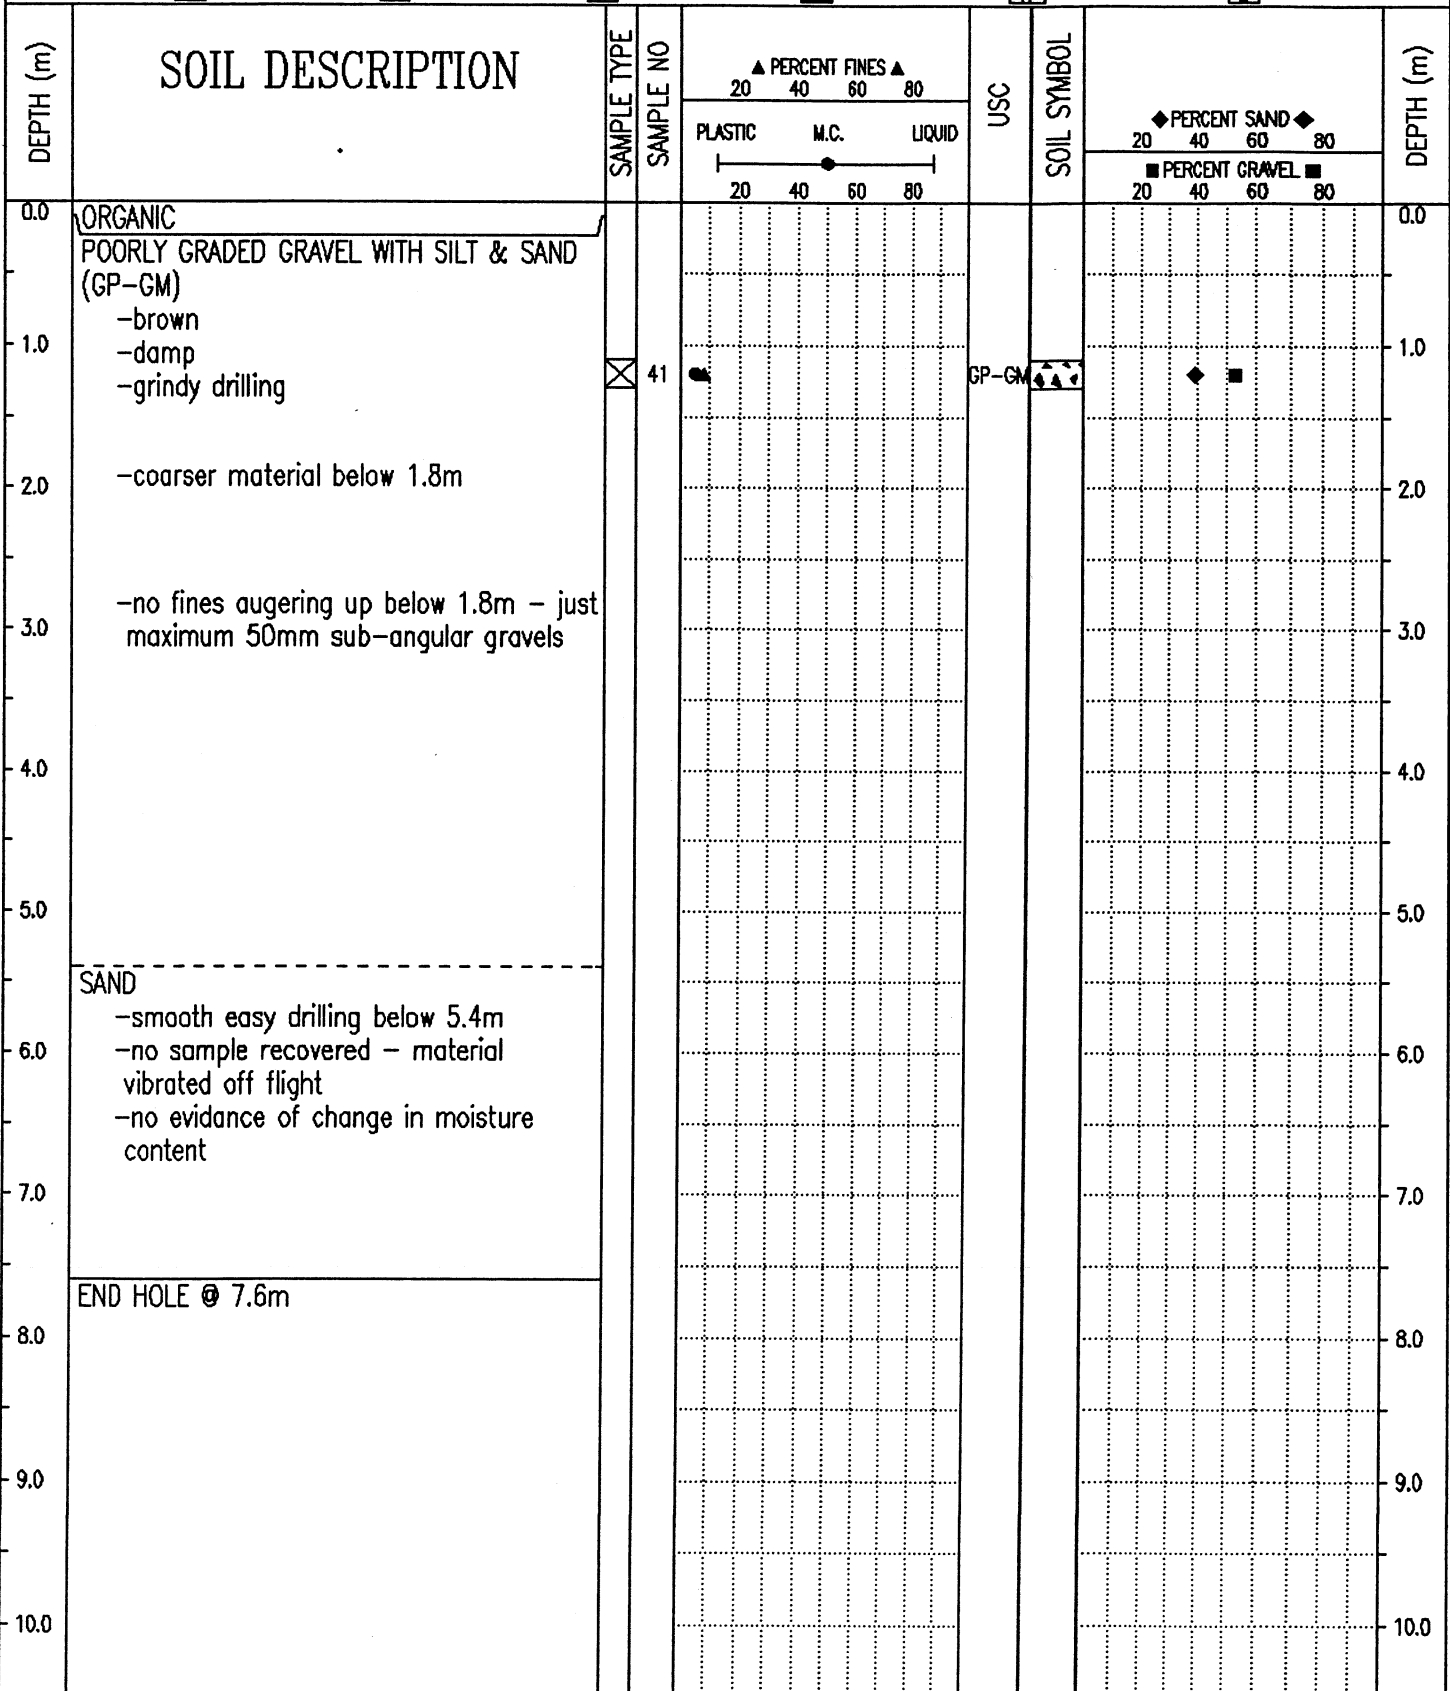 DEPTH (m)
SOIL DESCRIPTION
SAMPLE TYPE
SAMPLE NO
▲ PERCENT FINES ▲
20 40 60 80
PLASTIC M.C. LIQUID
20 40 60 80
USC
SOIL SYMBOL
◆ PERCENT SAND ◆
20 40 60 80
■ PERCENT GRAVEL ■
20 40 60 80
DEPTH (m)
0.0
ORGANIC
0.0
POORLY GRADED GRAVEL WITH SILT & SAND
(GP-GM)
-brown
1.0
-damp
1.0
-grindy drilling
41
GP-GM
-coarser material below 1.8m
2.0
2.0
-no fines augering up below 1.8m - just
3.0
maximum 50mm sub-angular gravels
3.0
4.0
4.0
5.0
5.0
SAND
-smooth easy drilling below 5.4m
6.0
-no sample recovered - material
6.0
vibrated off flight
-no evidance of change in moisture
content
7.0
7.0
END HOLE @ 7.6m
8.0
8.0
9.0
9.0
10.0
10.0